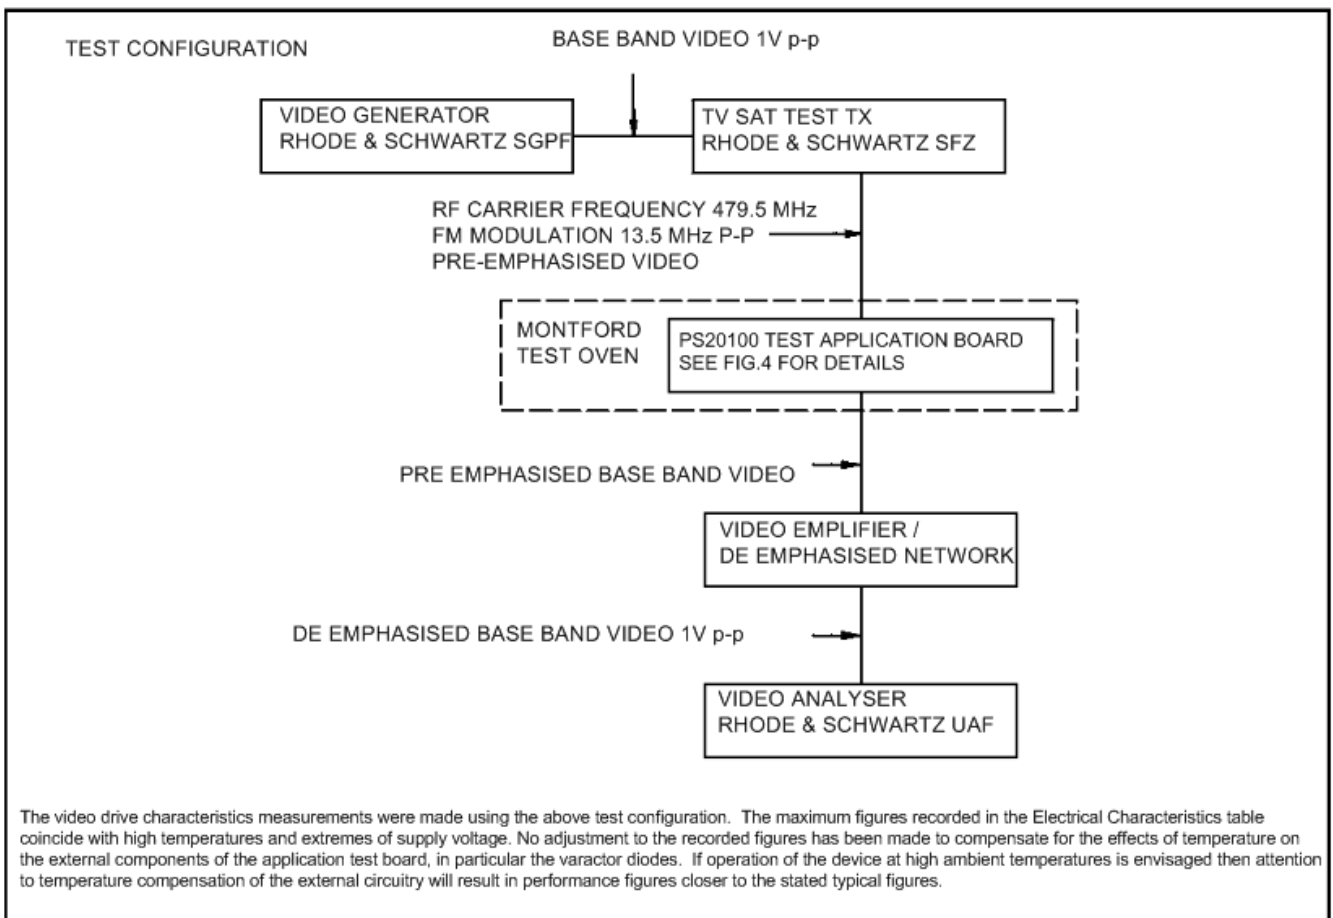 TEST CONFIGURATION
BASE BAND VIDEO 1V p-p
VIDEO GENERATOR
RHODE & SCHWARTZ SGPF
TV SAT TEST TX
RHODE & SCHWARTZ SFZ
RF CARRIER FREQUENCY 479.5 MHz
FM MODULATION 13.5 MHz P-P
PRE-EMPHASISED VIDEO
MONTFORD
TEST OVEN
PS20100 TEST APPLICATION BOARD
SEE FIG.4 FOR DETAILS
PRE EMPHASISED BASE BAND VIDEO
VIDEO EMPLIFIER /
DE EMPHASISED NETWORK
DE EMPHASISED BASE BAND VIDEO 1V p-p
VIDEO ANALYSER
RHODE & SCHWARTZ UAF
The video drive characteristics measurements were made using the above test configuration. The maximum figures recorded in the Electrical Characteristics table
coincide with high temperatures and extremes of supply voltage. No adjustment to the recorded figures has been made to compensate for the effects of temperature on
the external components of the application test board, in particular the varactor diodes. If operation of the device at high ambient temperatures is envisaged then attention
to temperature compensation of the external circuitry will result in performance figures closer to the stated typical figures.